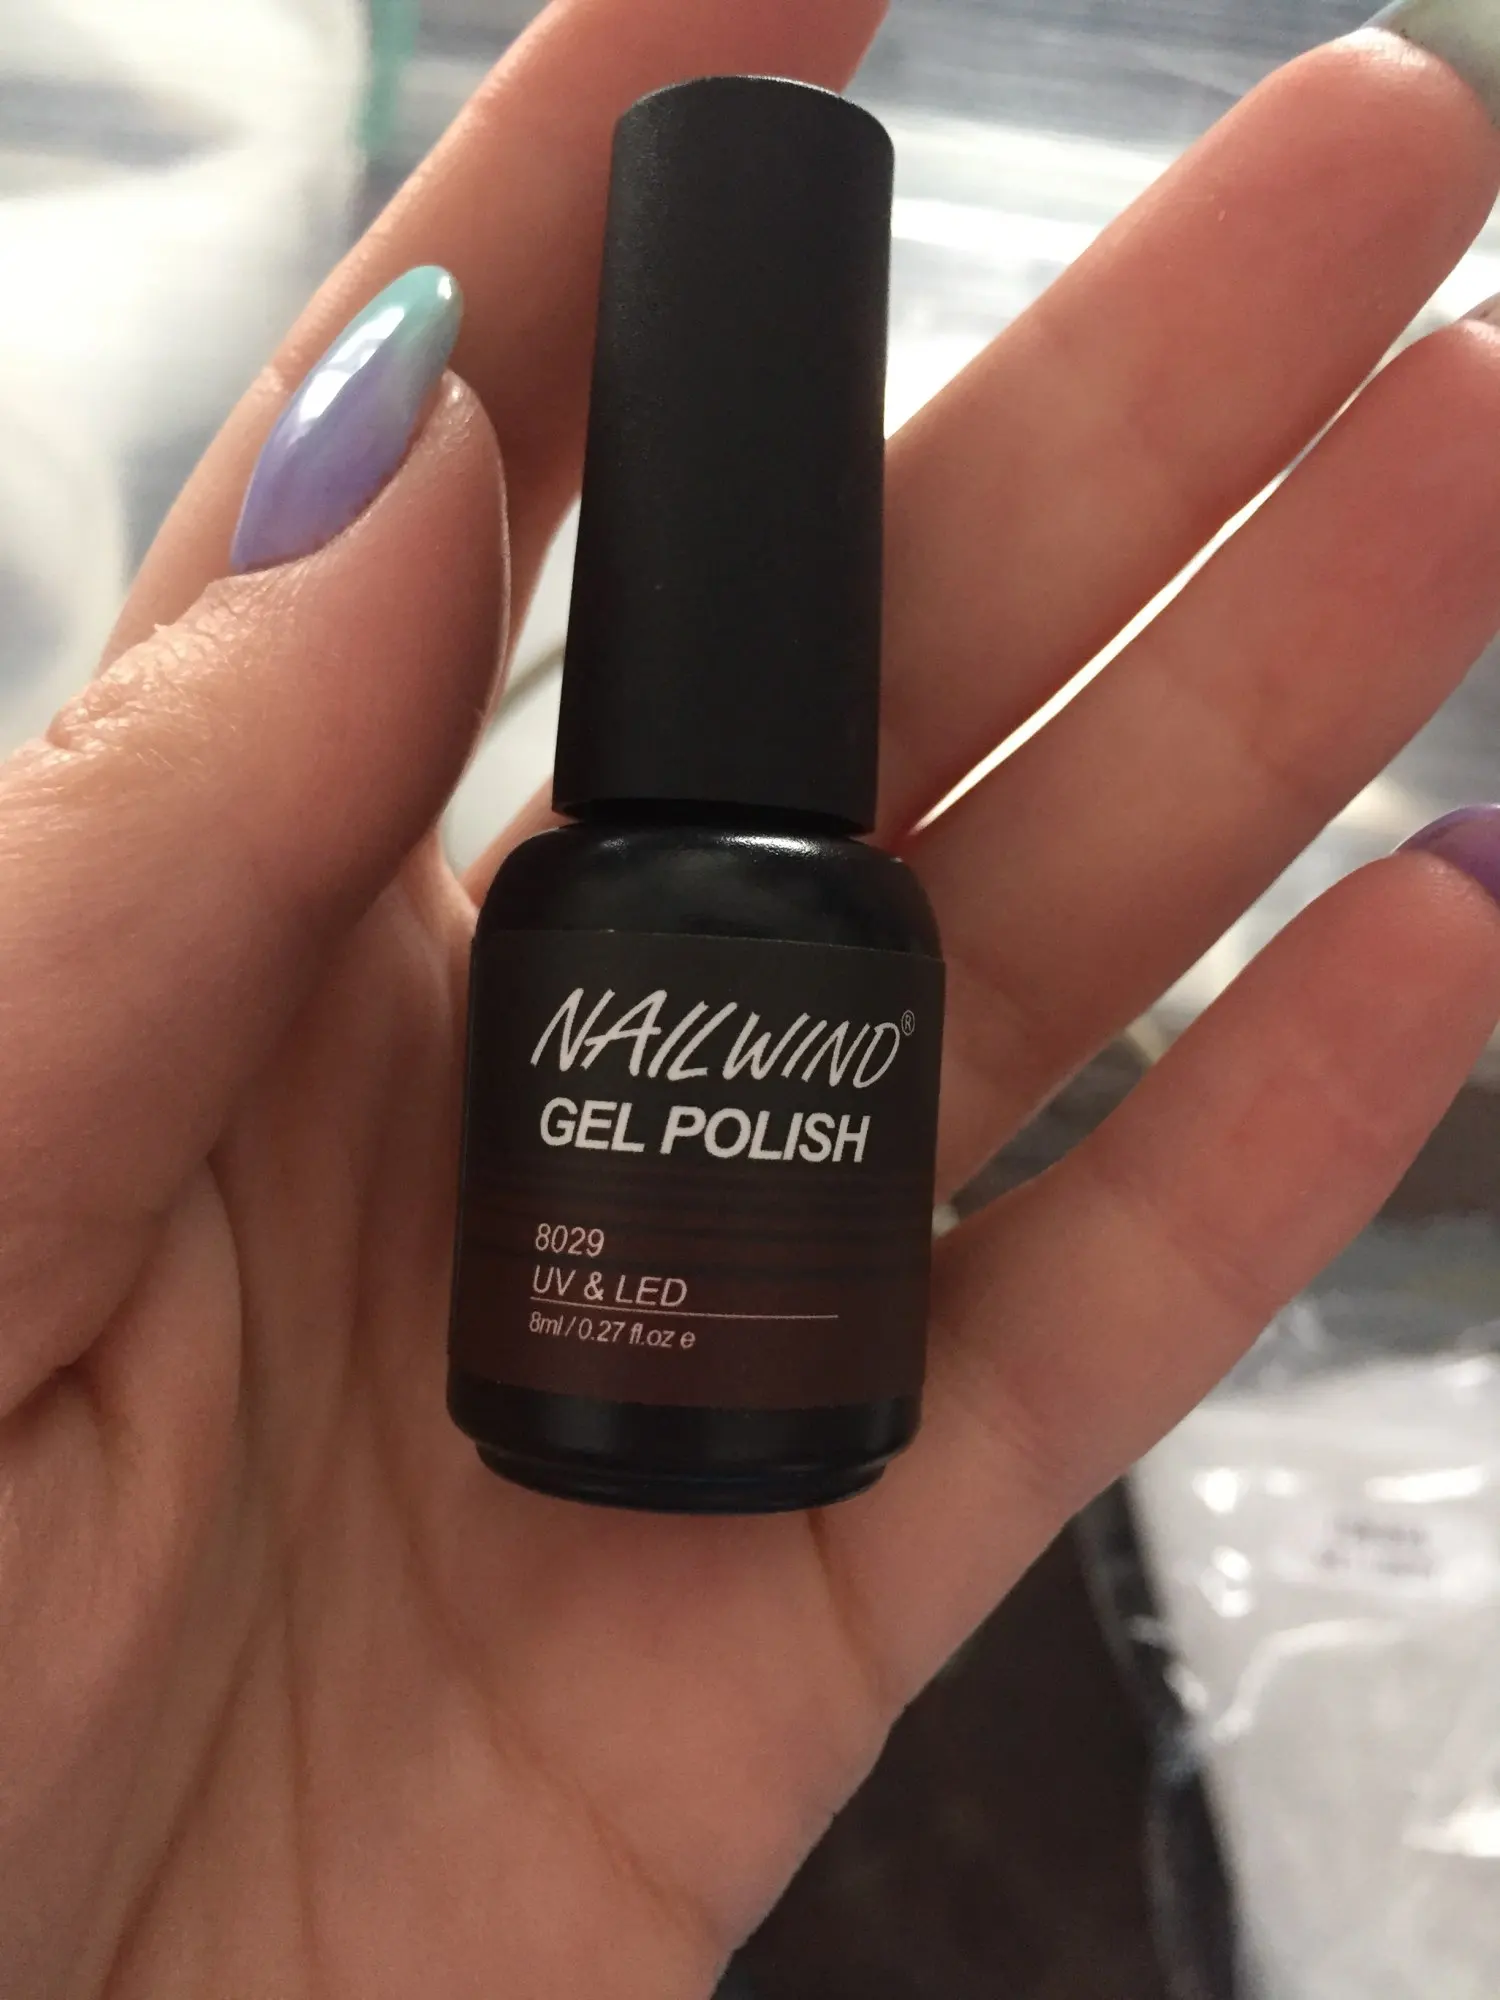 NAILWIND®
GEL POLISH
8029
UV & LED
8ml / 0.27 fl.oz e